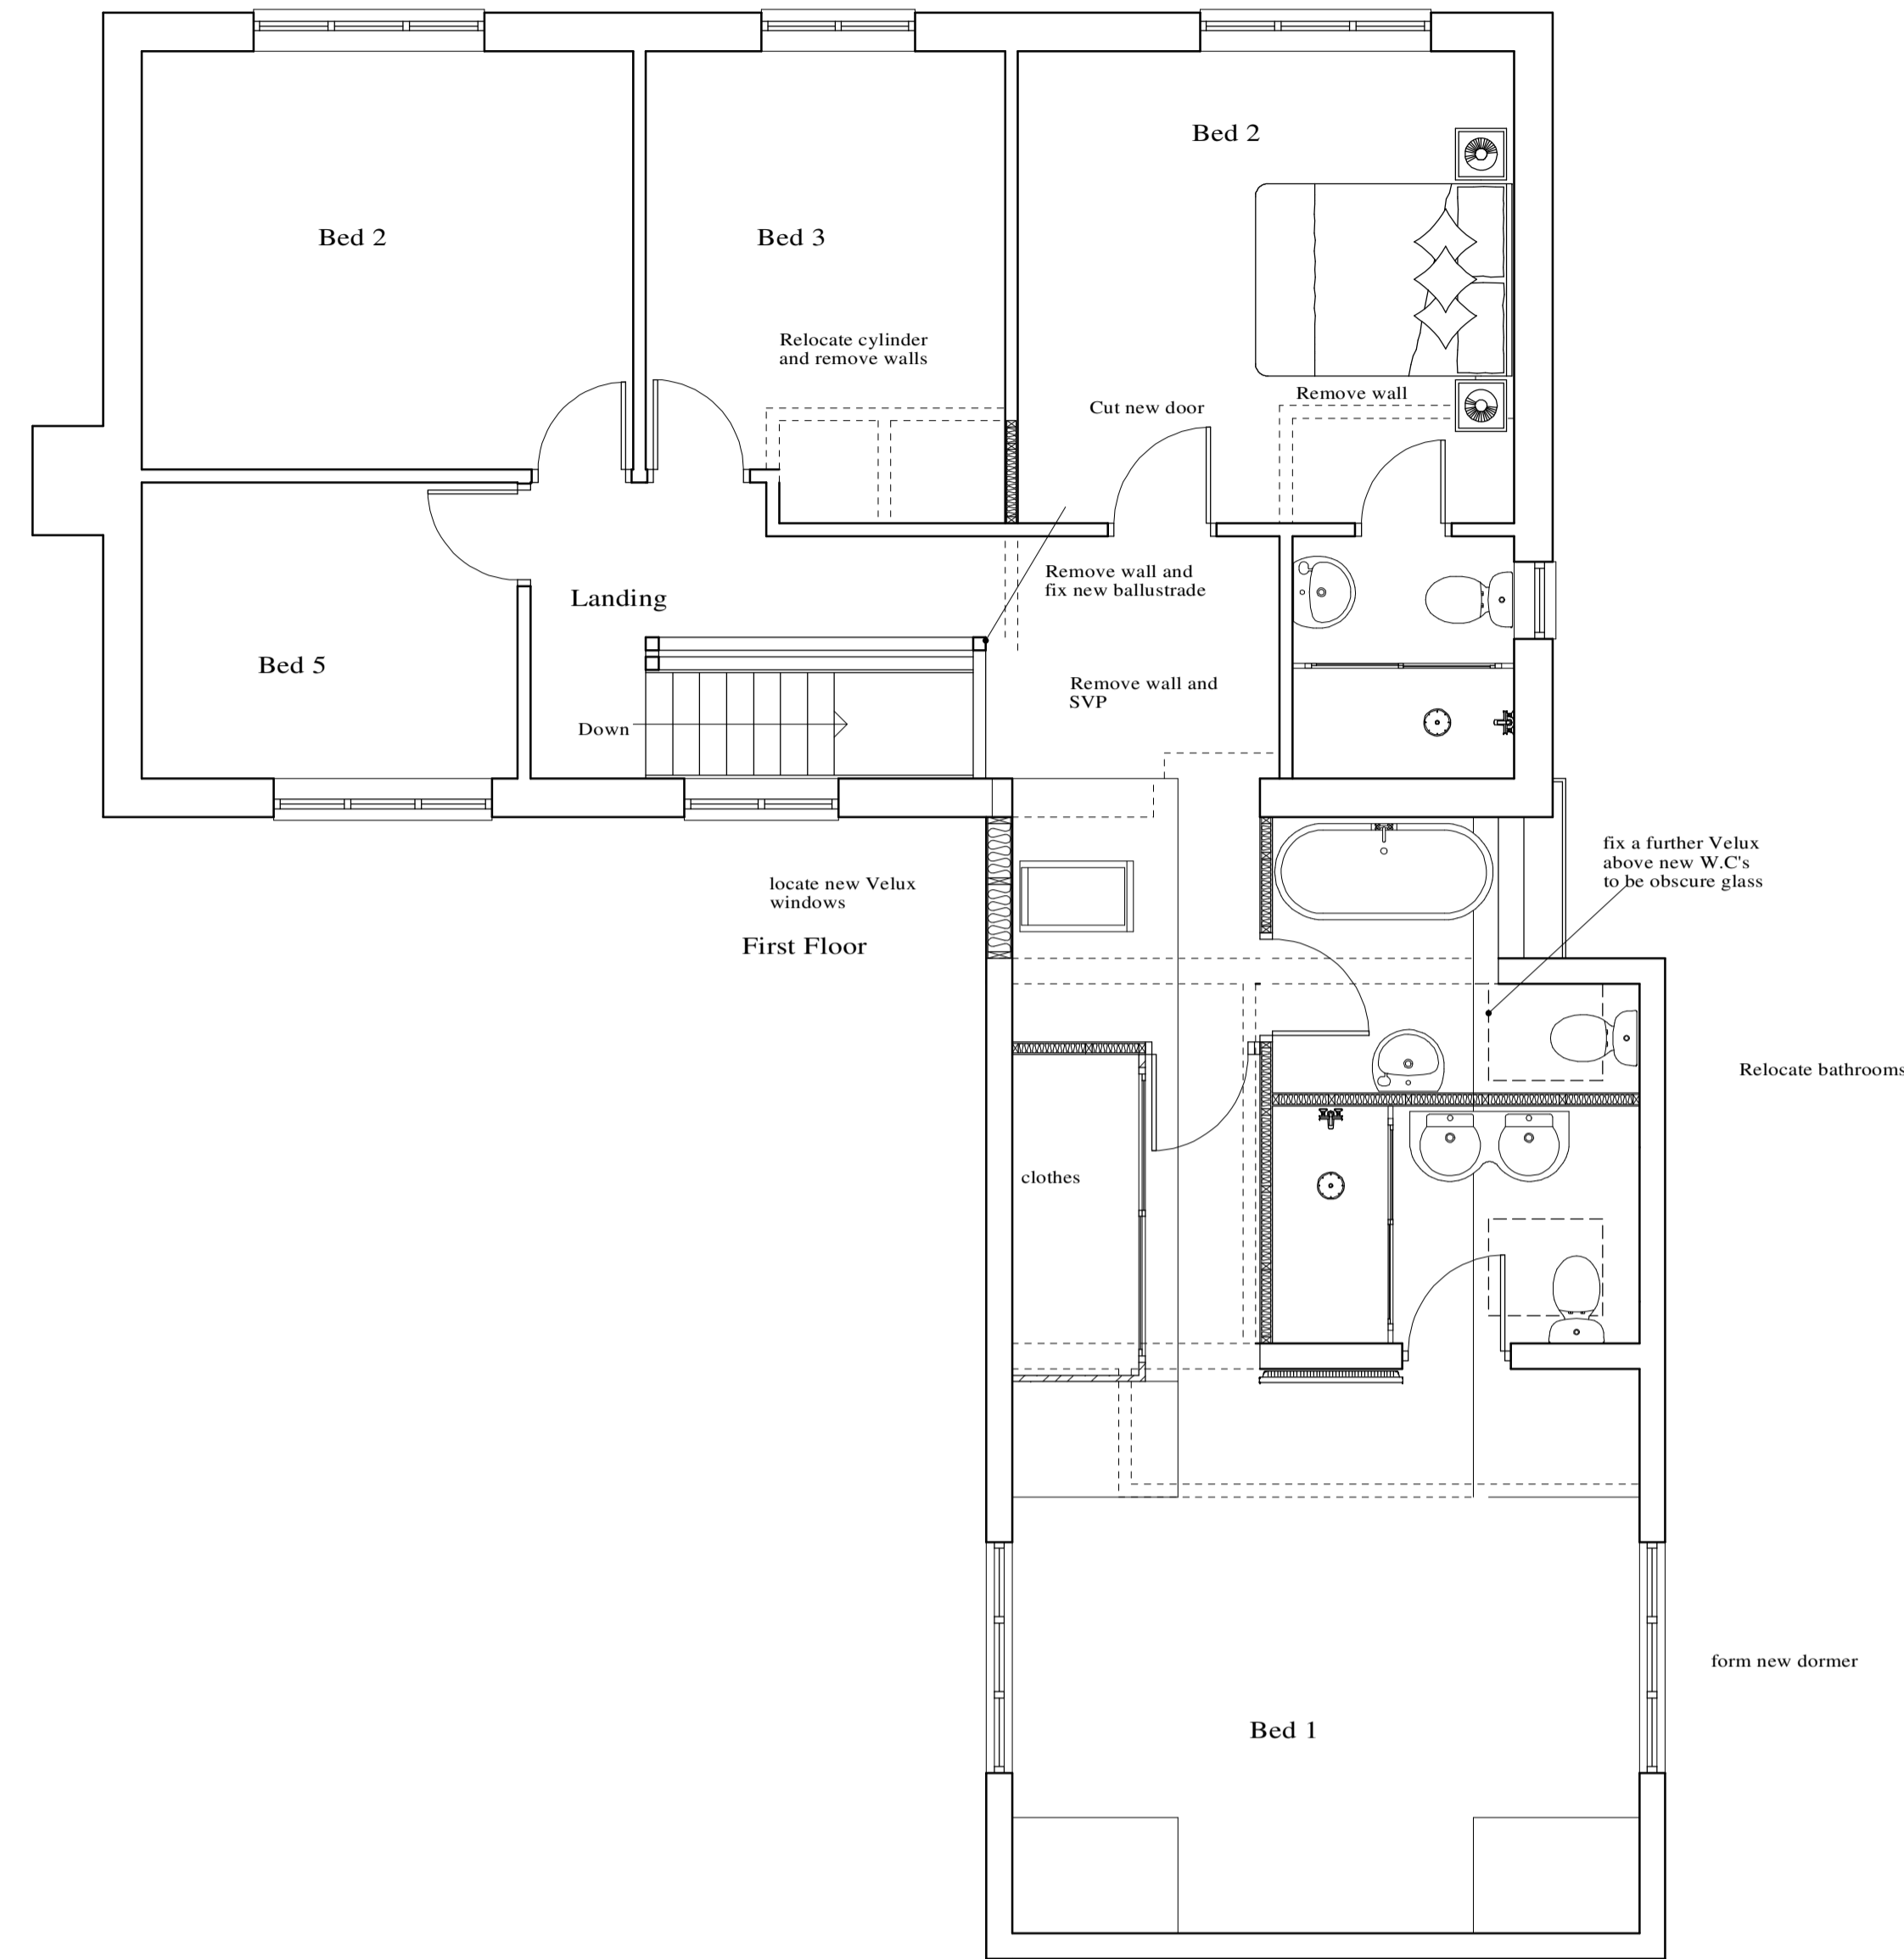 Bed 2
Bed 2
Bed 3
Relocate cylinder
and remove walls
Cut new door
Remove wall
Remove wall and
fix new ballustrade
Landing
Bed 5
Remove wall and
SVP
Down
fix a further Velux
above new W.C's
to be obscure glass
locate new Velux
windows
First Floor
Relocate bathrooms
clothes
form new dormer
Bed 1